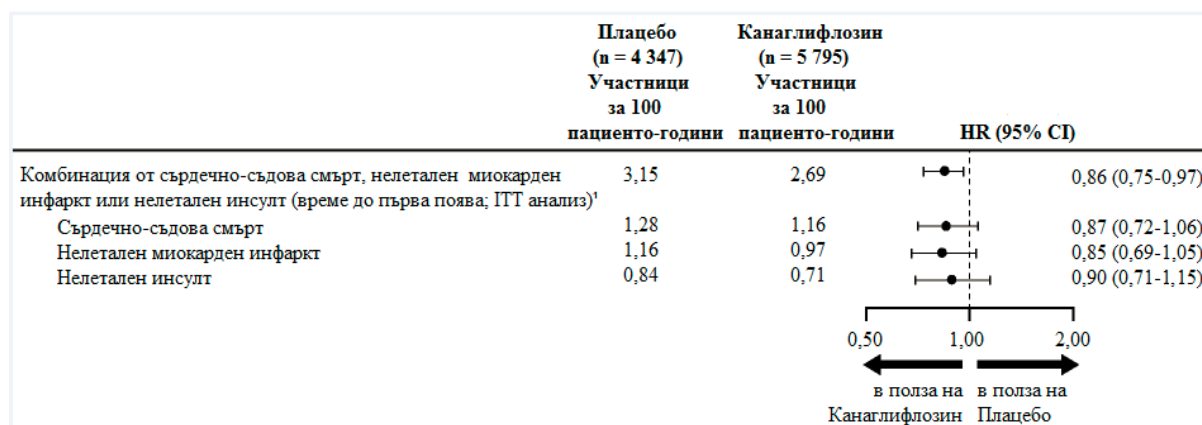 Плацебо Канаглифлозин
(n = 4 347) (n = 5 795)
Участници Участници
за 100 за 100
пациенто-години пациенто-години HR (95% CI)
Комбинация от сърдечно-съдова смърт, нелетален миокарден 3,15 2,69 0,86 (0,75-0,97)
инфаркт или нелетален инсулт (време до първа поява; ITT анализ)¹
Сърдечно-съдова смърт 1,28 1,16 0,87 (0,72-1,06)
Нелетален миокарден инфаркт 1,16 0,97 0,85 (0,69-1,05)
Нелетален инсулт 0,84 0,71 0,90 (0,71-1,15)
0,50 1,00 2,00
в полза на в полза на
Канаглифлозин Плацебо